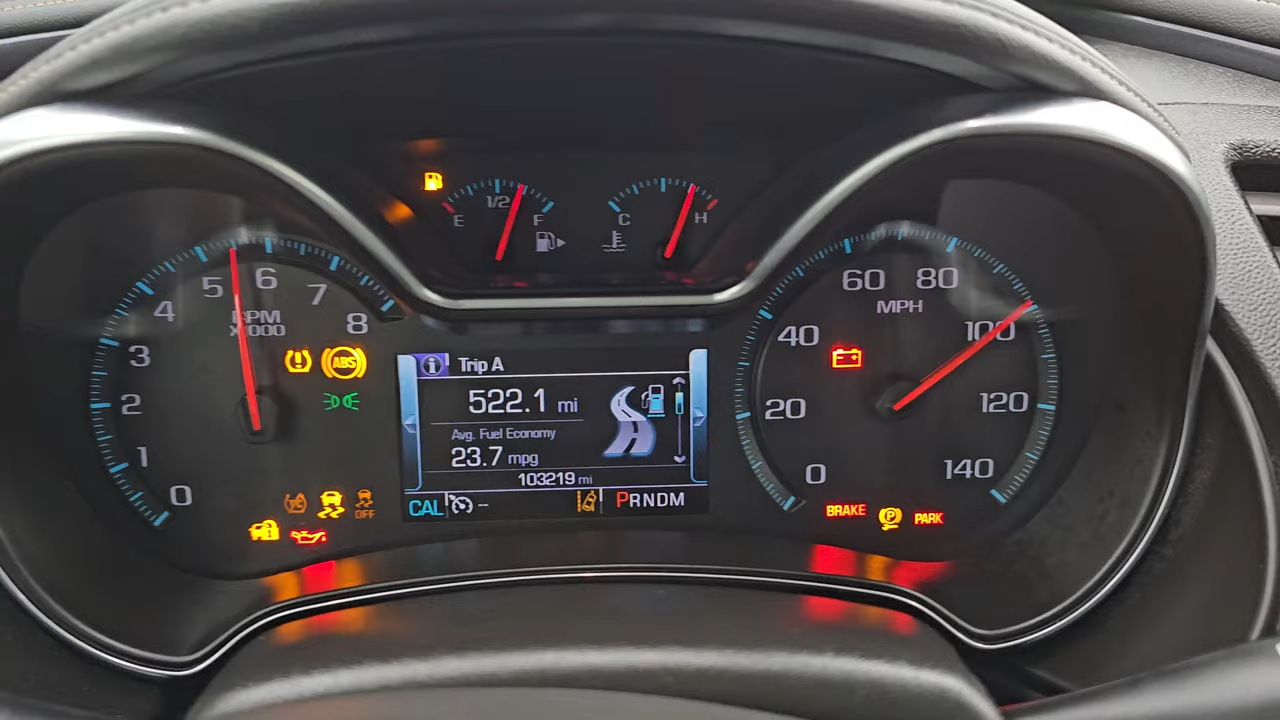 E 1/2 F
C H
0 1 2 3 4 5 6 7 8
RPM
X1000
ABS
OFF
i Trip A
522.1 mi
Avg. Fuel Economy
23.7 mpg
103219 mi
CAL -- PRNDM
0 20 40 60 80 100 120 140
MPH
BRAKE P PARK